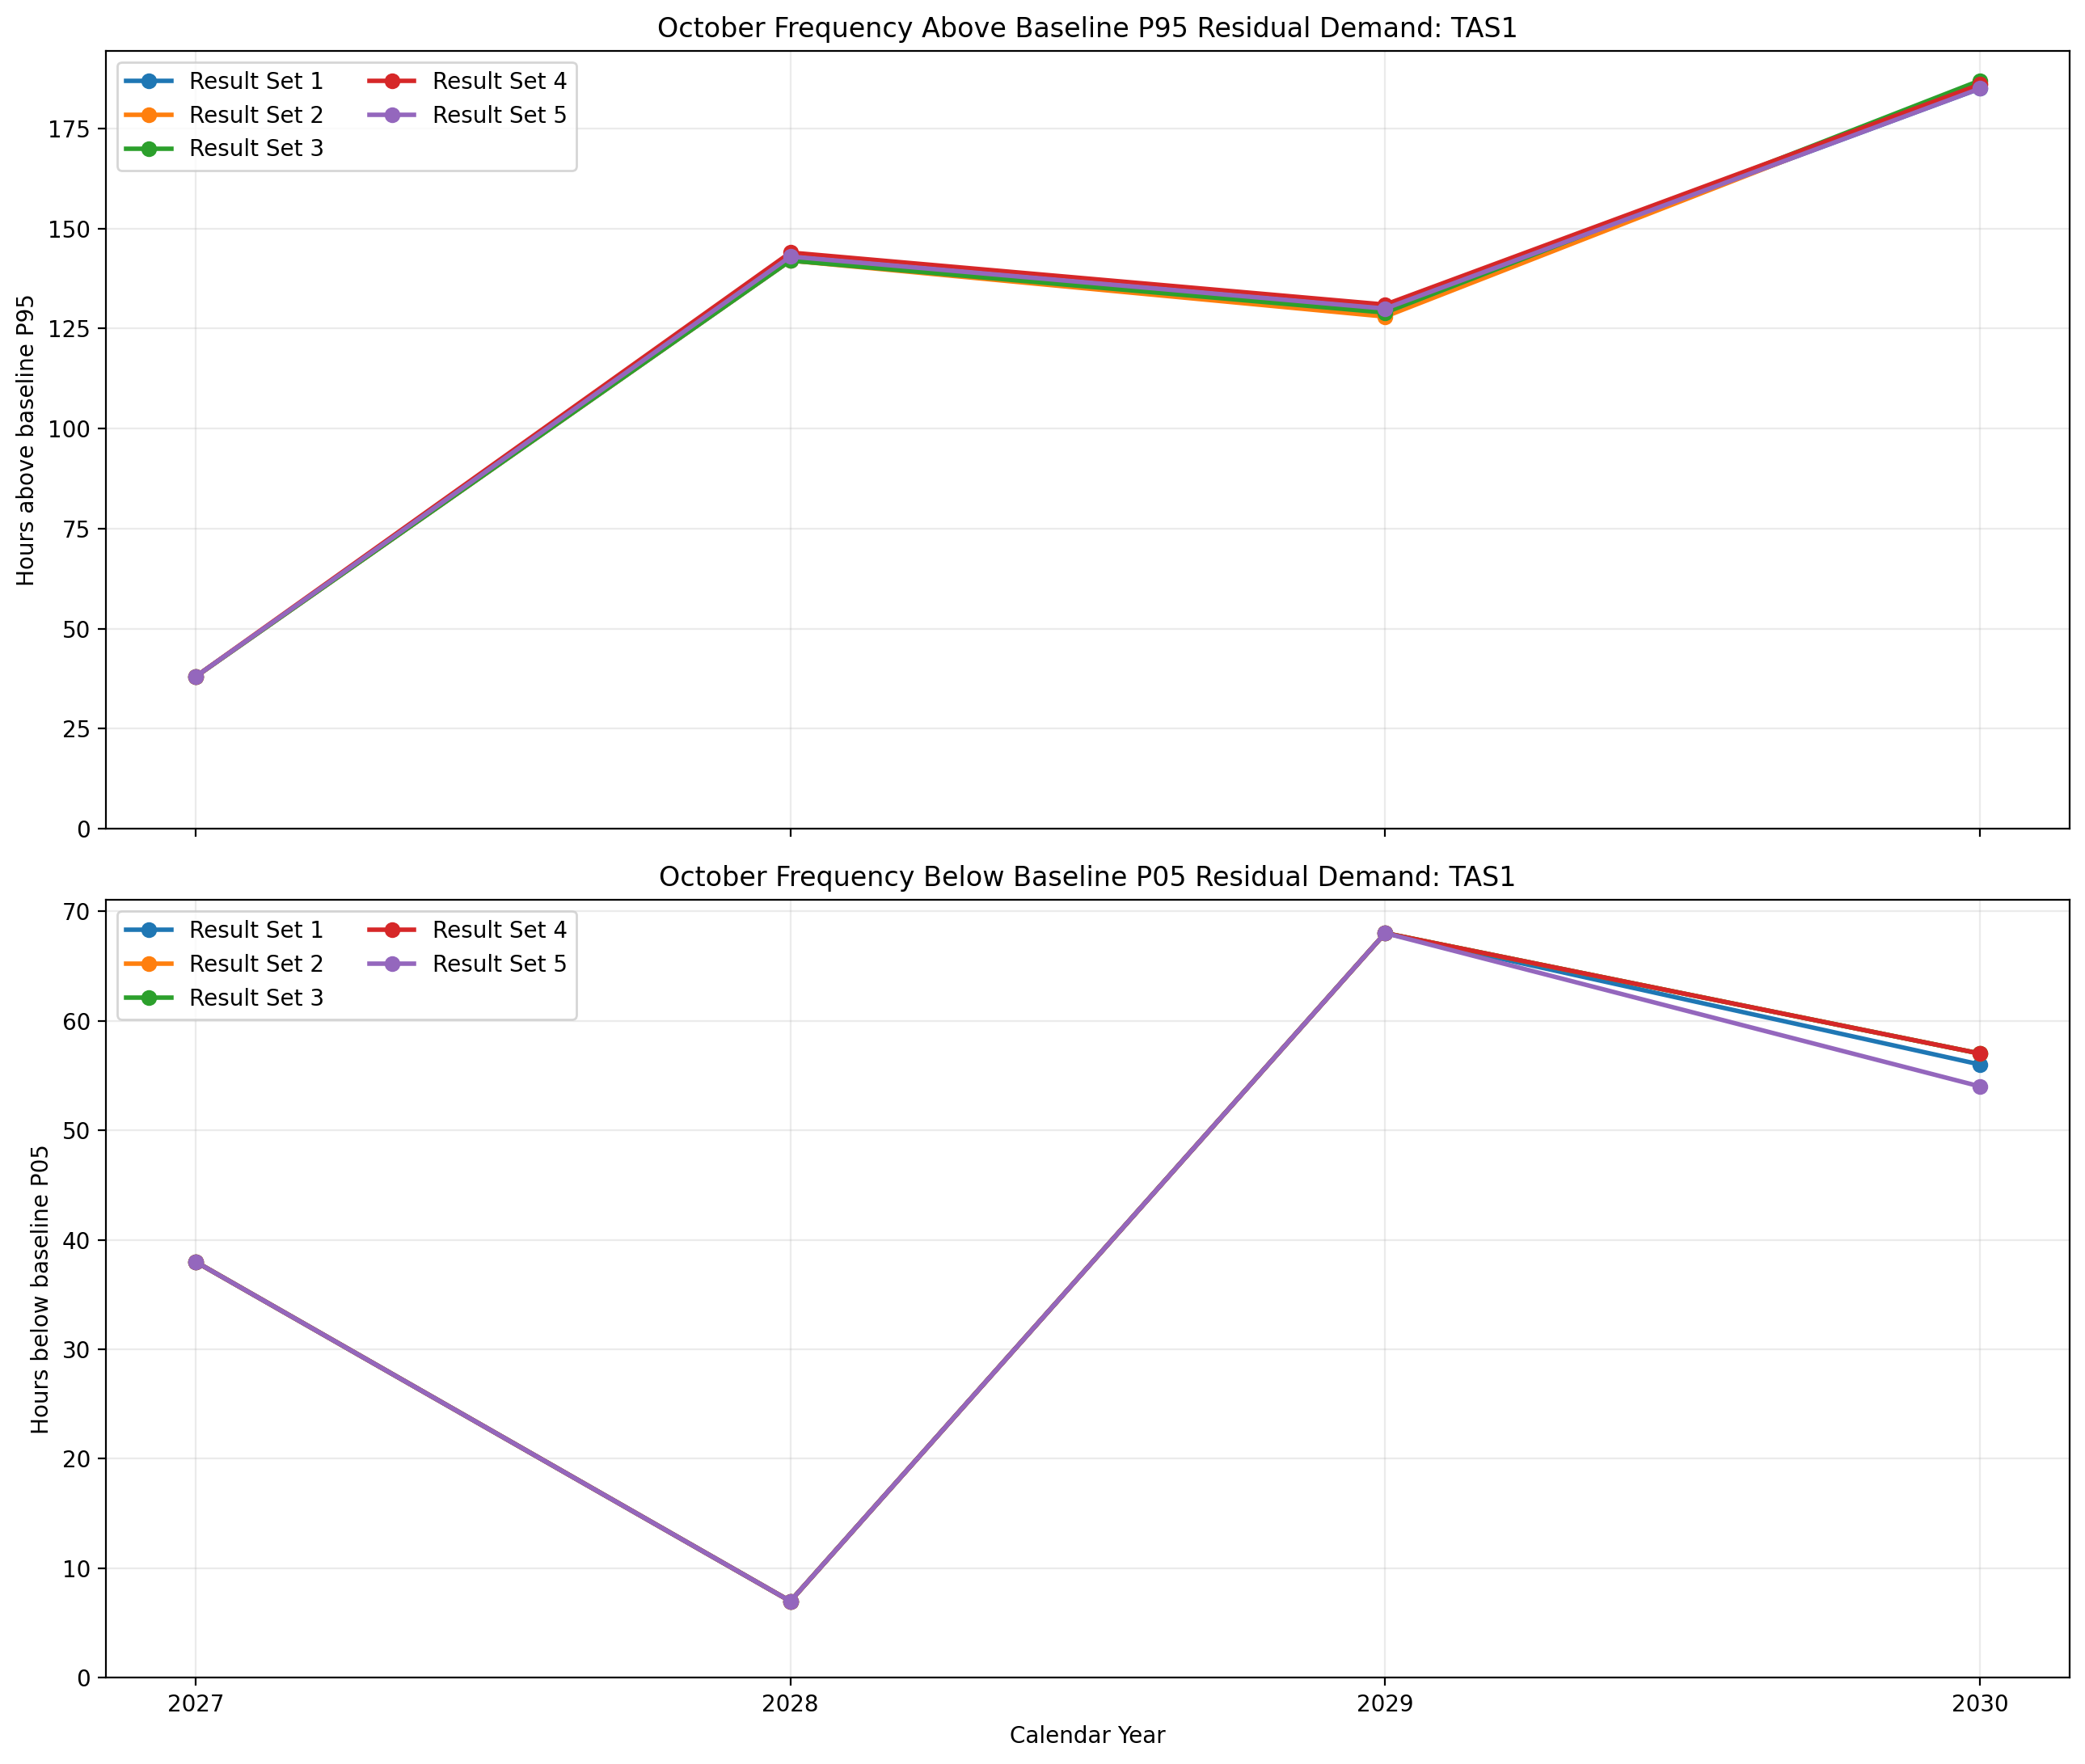 October Frequency Above Baseline P95 Residual Demand: TAS1
Result Set 1
Result Set 2
Result Set 3
Result Set 4
Result Set 5
Hours above baseline P95
175
150
125
100
75
50
25
0
October Frequency Below Baseline P05 Residual Demand: TAS1
Result Set 1
Result Set 2
Result Set 3
Result Set 4
Result Set 5
Hours below baseline P05
70
60
50
40
30
20
10
0
2027 2028 2029 2030
Calendar Year